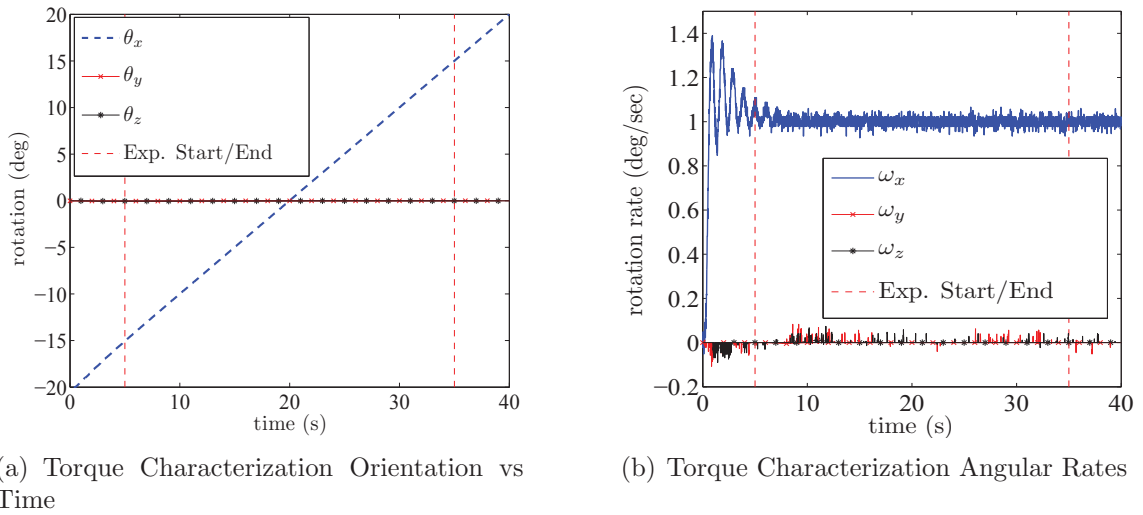 20
15
10
5
0
−5
−10
−15
−20
rotation (deg)
θx
θy
θz
Exp. Start/End
0 10 20 30 40
time (s)
1.4
1.2
1
0.8
0.6
0.4
0.2
0
−0.2
rotation rate (deg/sec)
ωx
ωy
ωz
Exp. Start/End
0 10 20 30 40
time (s)
(a) Torque Characterization Orientation vs
Time
(b) Torque Characterization Angular Rates